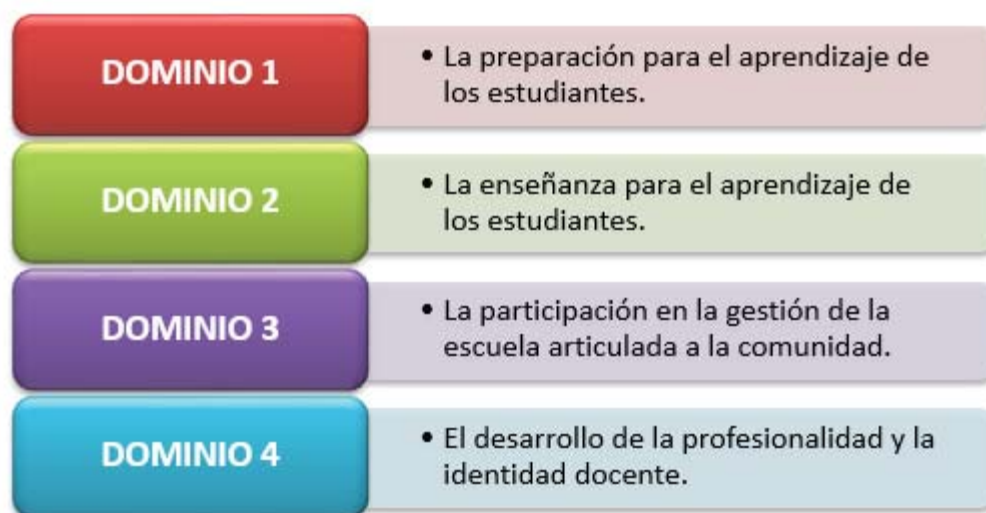 DOMINIO 1
• La preparación para el aprendizaje de
los estudiantes.
DOMINIO 2
• La enseñanza para el aprendizaje de
los estudiantes.
DOMINIO 3
• La participación en la gestión de la
escuela articulada a la comunidad.
DOMINIO 4
• El desarrollo de la profesionalidad y la
identidad docente.